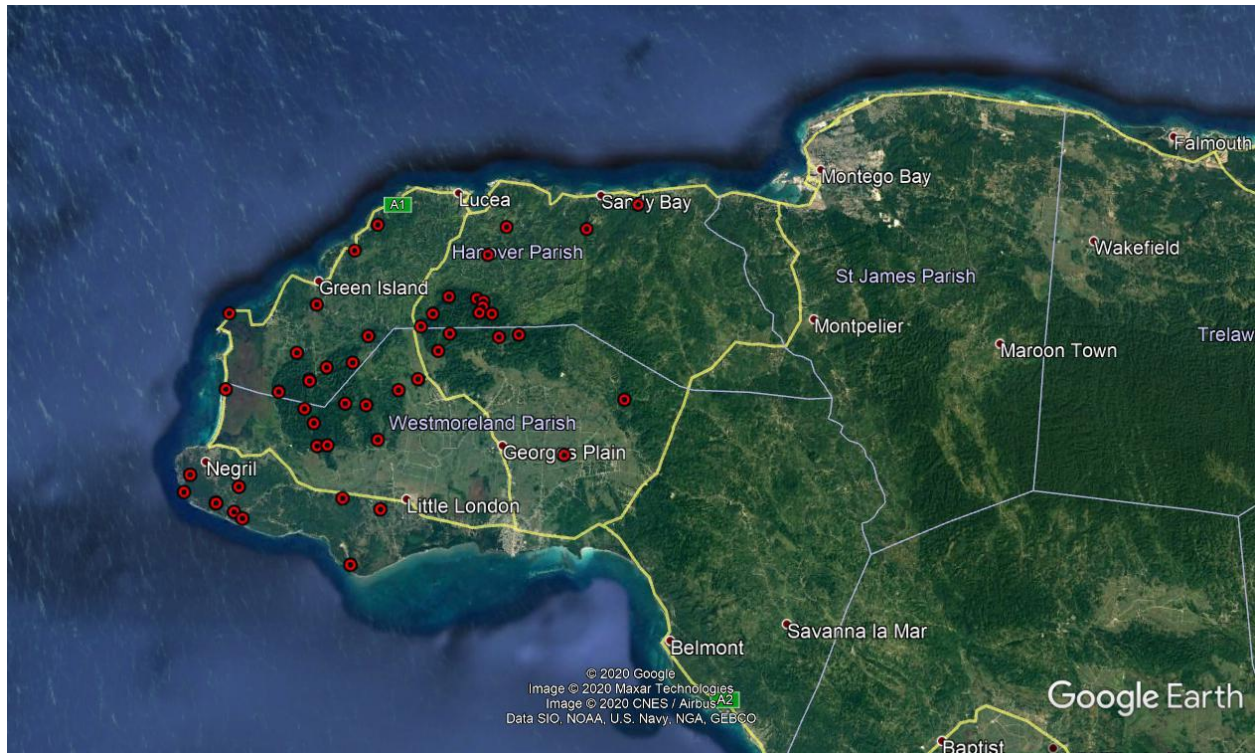 Falmouth
Montego Bay
Lucea
A1
Sandy Bay
Wakefield
Hanover Parish
St James Parish
Green Island
Montpelier
Trelaw
Maroon Town
Westmoreland Parish
Georges Plain
Negril
Little London
Savanna la Mar
Belmont
© 2020 Google
Image © 2020 Maxar Technologies
Image © 2020 CNES / Airbus
A2
Data SIO, NOAA, U.S. Navy, NGA, GEBCO
Google Earth
Baptist